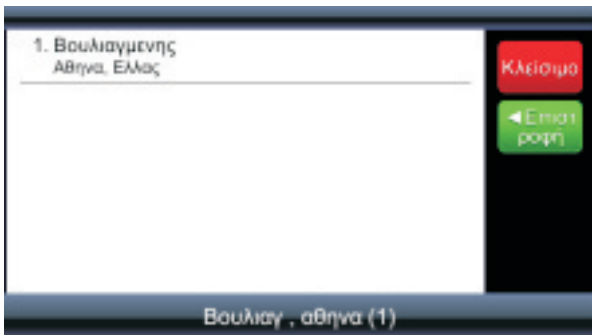 1. Βουλιαγμενης
Αθηνα, Ελλας
Κλείσιμο
◄Επιστ
ροφή
Βουλιαγ , αθηνα (1)